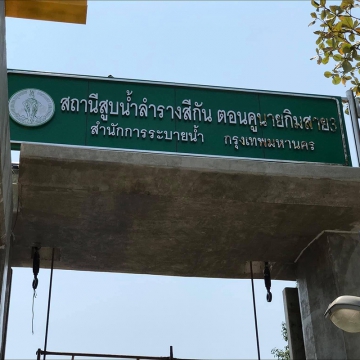 สถานีสูบน้ำลำรางสีกัน ตอนคูนายกิมสาย3
สำนักการระบายน้ำ กรุงเทพมหานคร